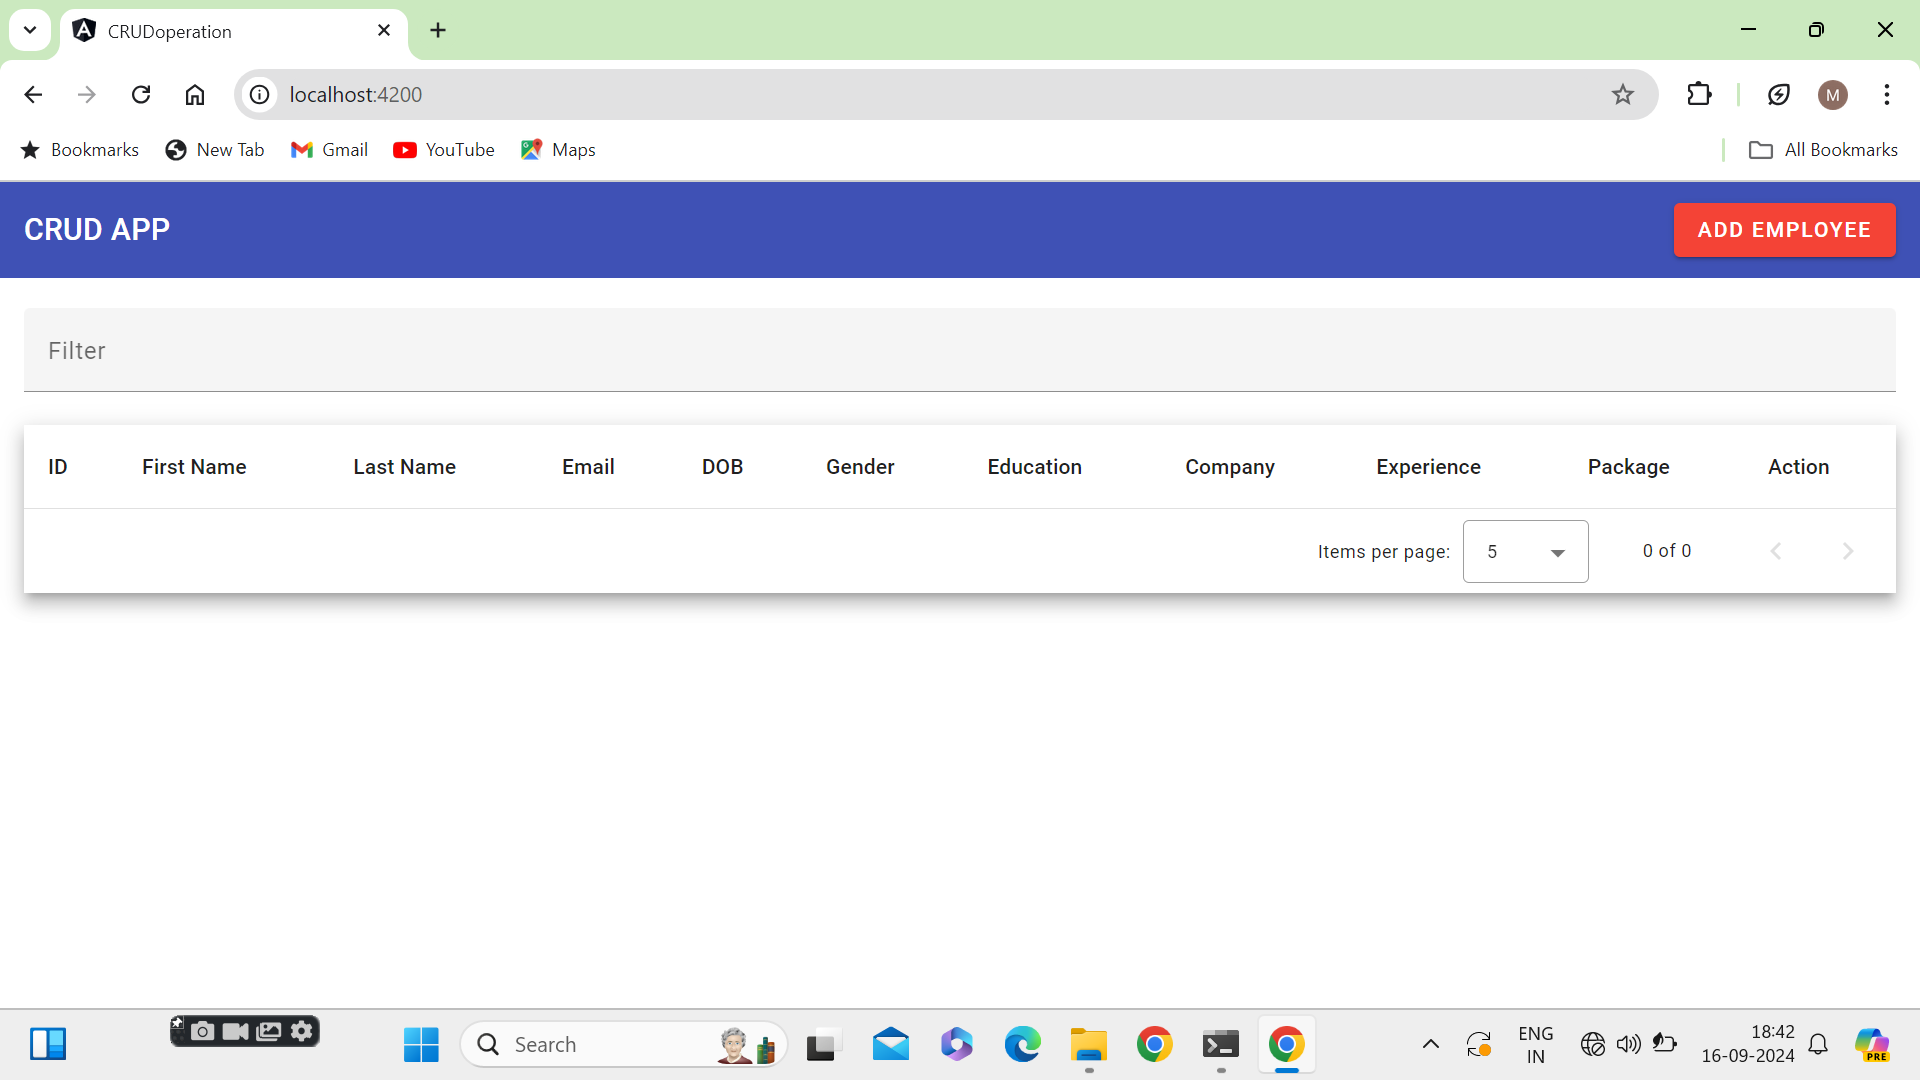 CRUDoperation
localhost:4200
Bookmarks New Tab Gmail YouTube Maps All Bookmarks
M
CRUD APP ADD EMPLOYEE
Filter
ID First Name Last Name Email DOB Gender Education Company Experience Package Action
Items per page: 5 0 of 0
Search
ENG
IN
18:42
16-09-2024
PRE